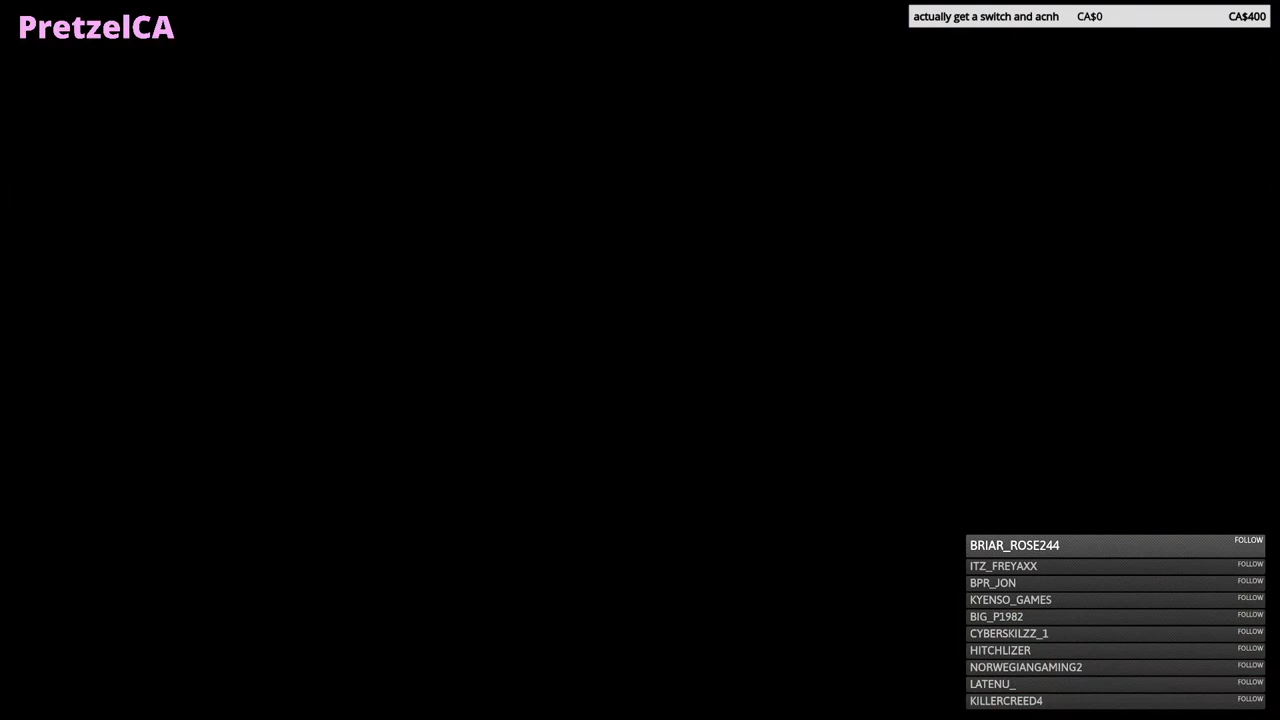 PretzelCA
actually get a switch and acnh CA$0 CA$400
BRIAR_ROSE244 FOLLOW
ITZ_FREYAXX FOLLOW
BPR_JON FOLLOW
KYENSO_GAMES FOLLOW
BIG_P1982 FOLLOW
CYBERSKILZZ_1 FOLLOW
HITCHLIZER FOLLOW
NORWEGIANGAMING2 FOLLOW
LATENU_ FOLLOW
KILLERCREED4 FOLLOW